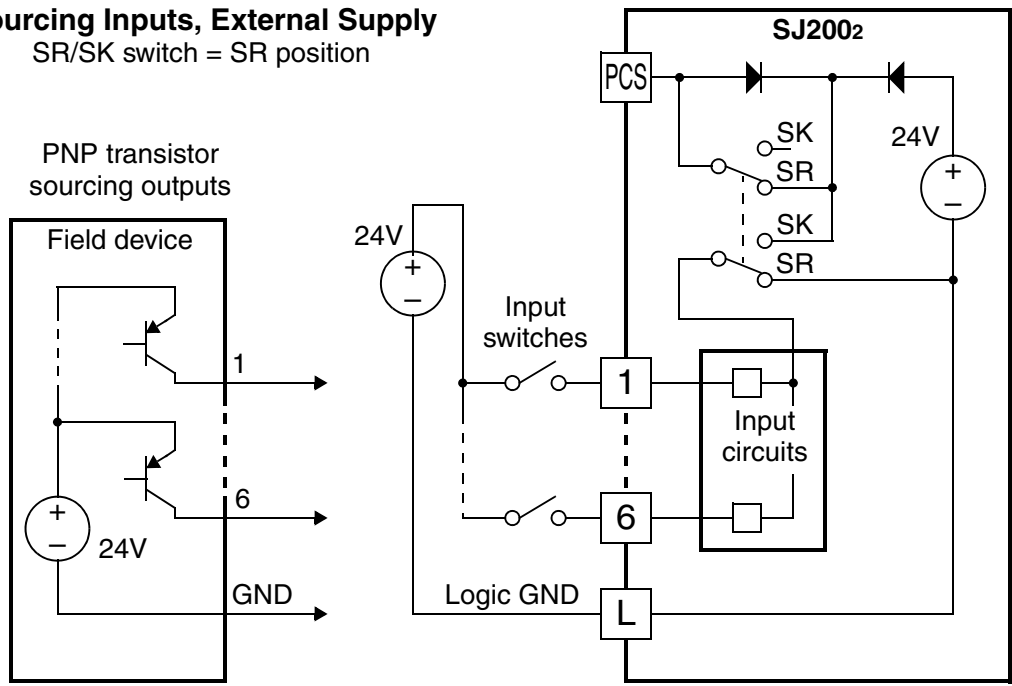 ourcing Inputs, External Supply
SR/SK switch = SR position
SJ2002
PCS
SK
SR
24V
+
–
SK
SR
PNP transistor
sourcing outputs
Field device
1
6
+
–
24V
GND
24V
+
–
Input
switches
1
6
Input
circuits
Logic GND
L